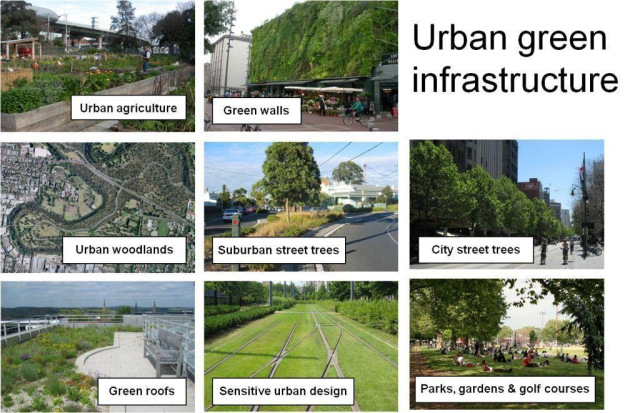 Urban green
infrastructure
Urban agriculture
Green walls
Urban woodlands
Suburban street trees
City street trees
Green roofs
Sensitive urban design
Parks, gardens & golf courses